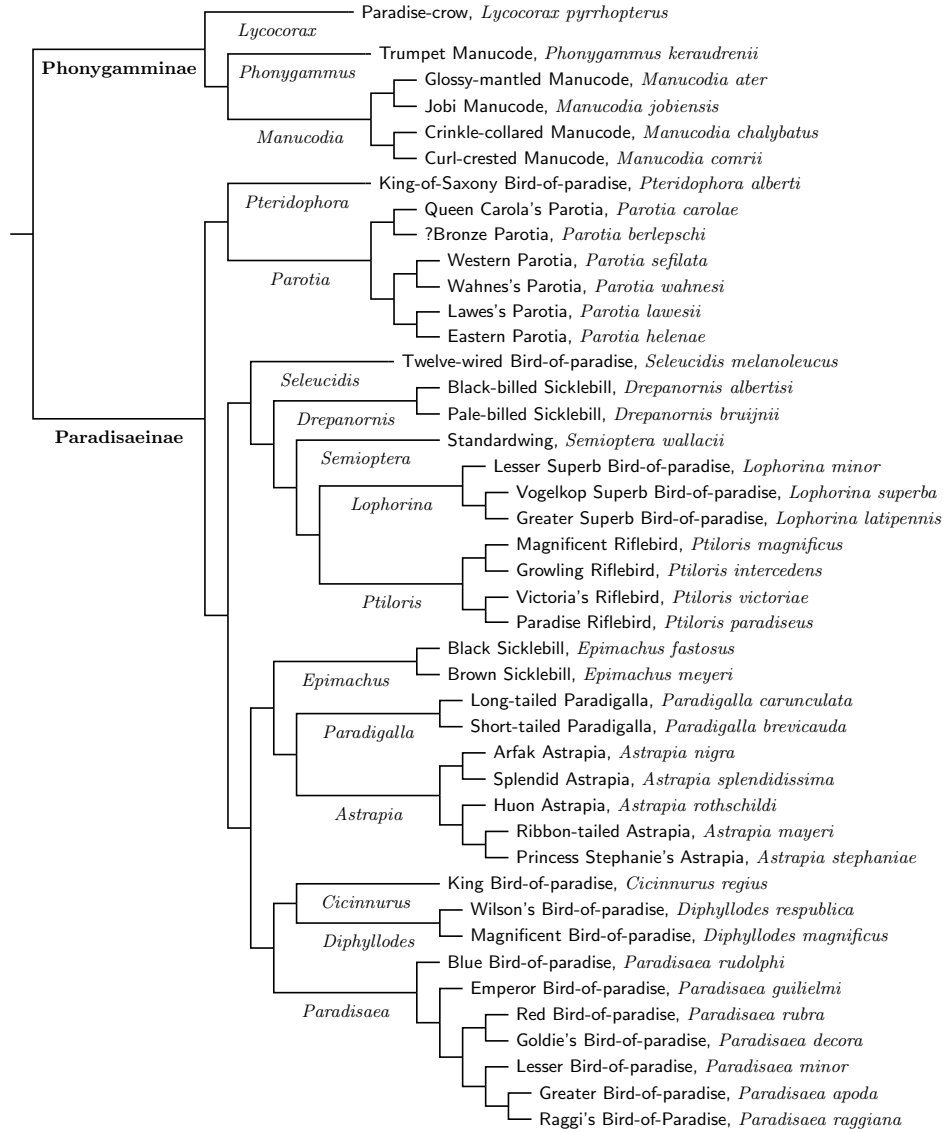 Paradise-crow, Lycocorax pyrrhopterus
Lycocorax
Phonygamminae
Trumpet Manucode, Phonygammus keraudrenii
Phonygammus
Glossy-mantled Manucode, Manucodia ater
Jobi Manucode, Manucodia jobiensis
Manucodia
Crinkle-collared Manucode, Manucodia chalybatus
Curl-crested Manucode, Manucodia comrii
King-of-Saxony Bird-of-paradise, Pteridophora alberti
Pteridophora
Queen Carola's Parotia, Parotia carolae
?Bronze Parotia, Parotia berlepschi
Parotia
Western Parotia, Parotia sefilata
Wahnes's Parotia, Parotia wahnesi
Lawes's Parotia, Parotia lawesii
Eastern Parotia, Parotia helenae
Twelve-wired Bird-of-paradise, Seleucidis melanoleucus
Seleucidis
Black-billed Sicklebill, Drepanornis albertisi
Pale-billed Sicklebill, Drepanornis bruijnii
Drepanornis
Paradisaeinae
Standardwing, Semioptera wallacii
Semioptera
Lesser Superb Bird-of-paradise, Lophorina minor
Vogelkop Superb Bird-of-paradise, Lophorina superba
Lophorina
Greater Superb Bird-of-paradise, Lophorina latipennis
Magnificent Riflebird, Ptiloris magnificus
Growling Riflebird, Ptiloris intercedens
Victoria's Riflebird, Ptiloris victoriae
Ptiloris
Paradise Riflebird, Ptiloris paradiseus
Black Sicklebill, Epimachus fastosus
Brown Sicklebill, Epimachus meyeri
Epimachus
Long-tailed Paradigalla, Paradigalla carunculata
Short-tailed Paradigalla, Paradigalla brevicauda
Paradigalla
Arfak Astrapia, Astrapia nigra
Splendid Astrapia, Astrapia splendidissima
Huon Astrapia, Astrapia rothschildi
Astrapia
Ribbon-tailed Astrapia, Astrapia mayeri
Princess Stephanie's Astrapia, Astrapia stephaniae
King Bird-of-paradise, Cicinnurus regius
Cicinnurus
Wilson's Bird-of-paradise, Diphyllodes respublica
Magnificent Bird-of-paradise, Diphyllodes magnificus
Diphyllodes
Blue Bird-of-paradise, Paradisaea rudolphi
Emperor Bird-of-paradise, Paradisaea guilielmi
Paradisaea
Red Bird-of-paradise, Paradisaea rubra
Goldie's Bird-of-paradise, Paradisaea decora
Lesser Bird-of-paradise, Paradisaea minor
Greater Bird-of-paradise, Paradisaea apoda
Raggi's Bird-of-Paradise, Paradisaea raggiana